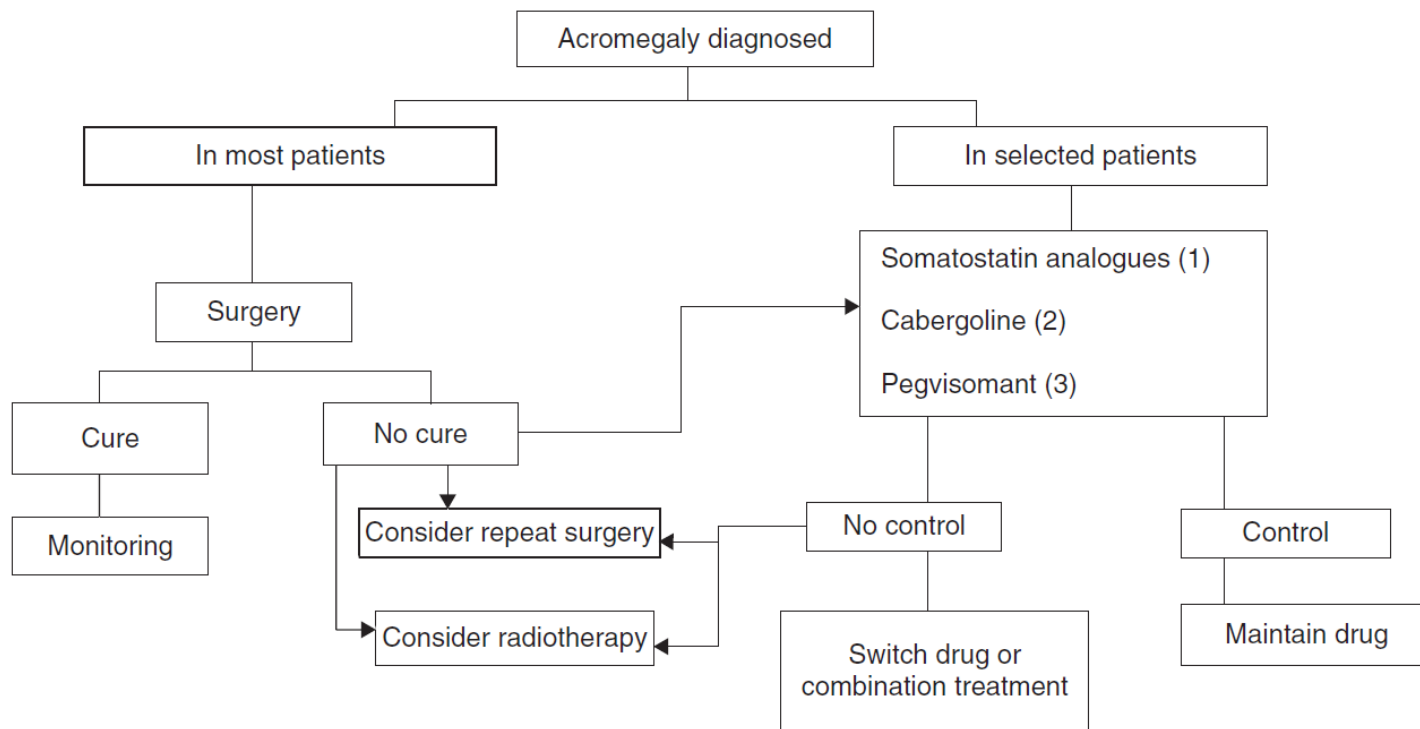 Acromegaly diagnosed
In most patients
In selected patients
Somatostatin analogues (1)
Cabergoline (2)
Pegvisomant (3)
Surgery
Cure
No cure
Monitoring
Consider repeat surgery
No control
Control
Consider radiotherapy
Switch drug or
combination treatment
Maintain drug